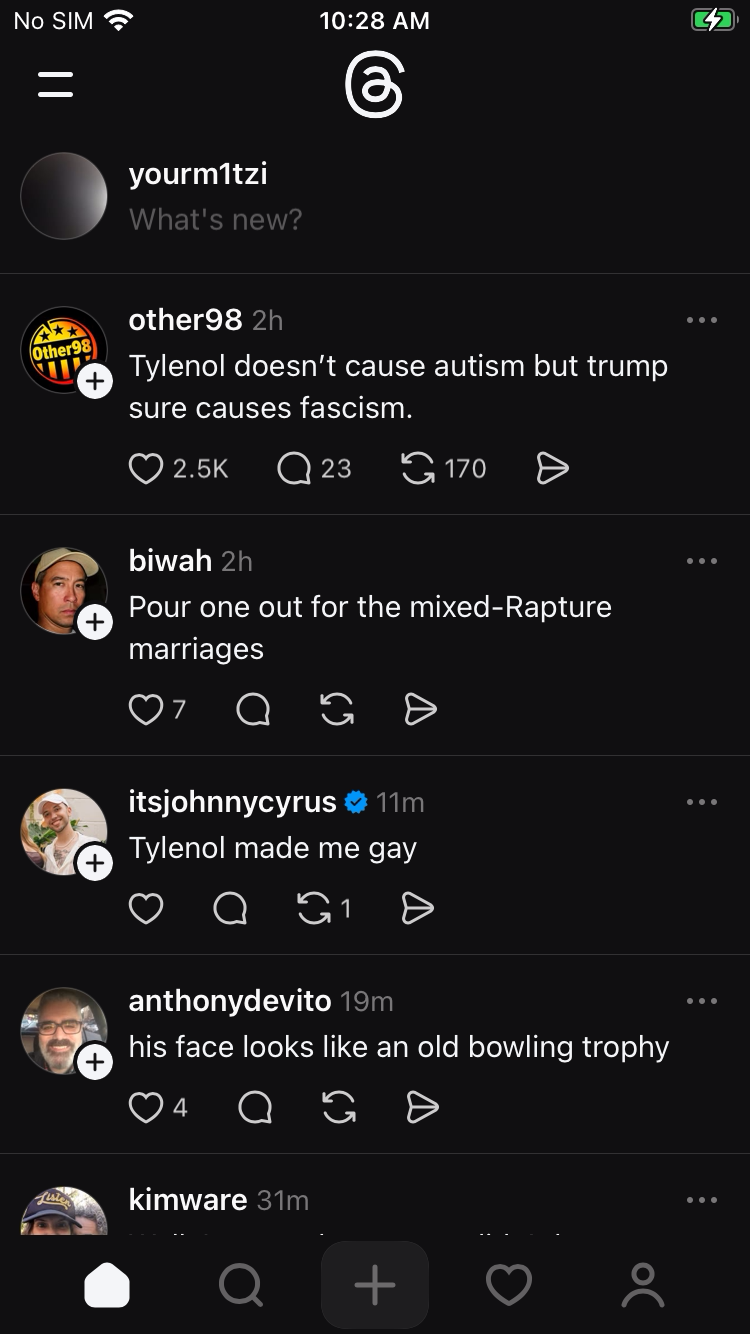 No SIM 10:28 AM
yourm1tzi
What's new?
other98 2h
Other98
Tylenol doesn’t cause autism but trump
sure causes fascism.
2.5K 23 170
biwah 2h
Pour one out for the mixed-Rapture
marriages
7
itsjohnnycyrus 11m
Tylenol made me gay
1
anthonydevito 19m
his face looks like an old bowling trophy
4
kimware 31m
Listen